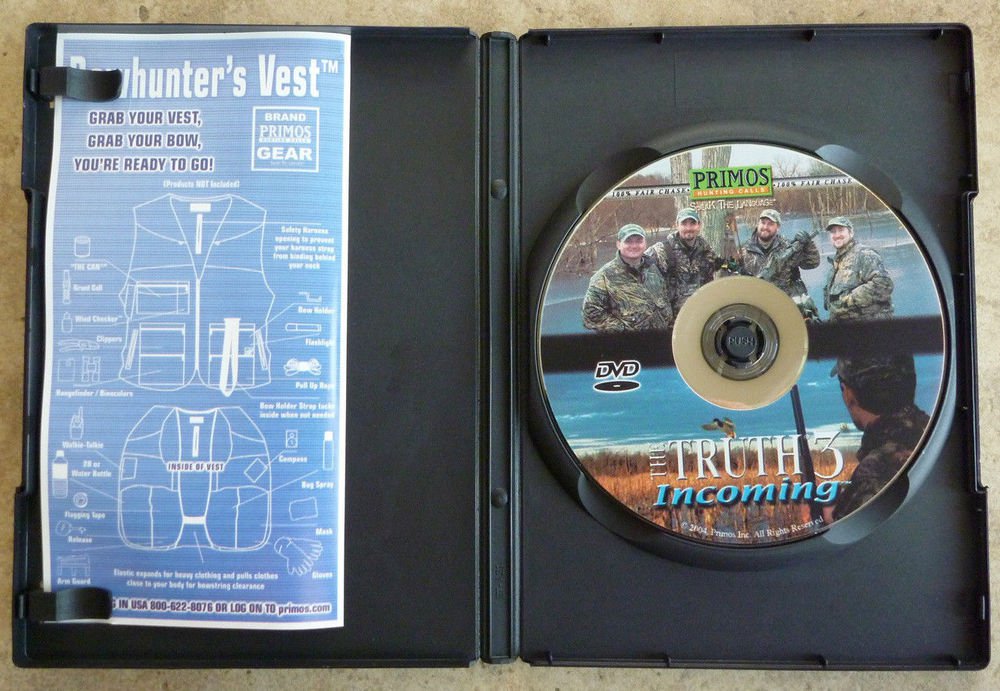 Bowhunter's Vest™
GRAB YOUR VEST,
GRAB YOUR BOW,
YOU'RE READY TO GO!
BRAND
PRIMOS
HUNTING CALLS
GEAR
(Products NOT Included)
Safety Harness
opening to prevent
your harness strap
from binding behind
your neck
"THE CAN"
Grunt Call
Wind Checker™
Clippers
Rangefinder / Binoculars
Bow Holder
Flashlight
Pull Up Rope
Bow Holder Strap tucks
inside when not needed
INSIDE OF VEST
Walkie-Talkie
20 oz
Water Bottle
Flagging Tape
Release
Arm Guard
Compass
Bug Spray
Mask
Gloves
Elastic expands for heavy clothing and pulls clothes
close to your body for bowstring clearance
G IN USA 800-622-8076 OR LOG ON TO primos.com
100% FAIR CHASE
PRIMOS
HUNTING CALLS
100% FAIR CHASE
SPEAK THE LANGUAGE
PUSH
DVD
THE TRUTH 3
Incoming™
© 2004 Primos Inc. All Rights Reserved